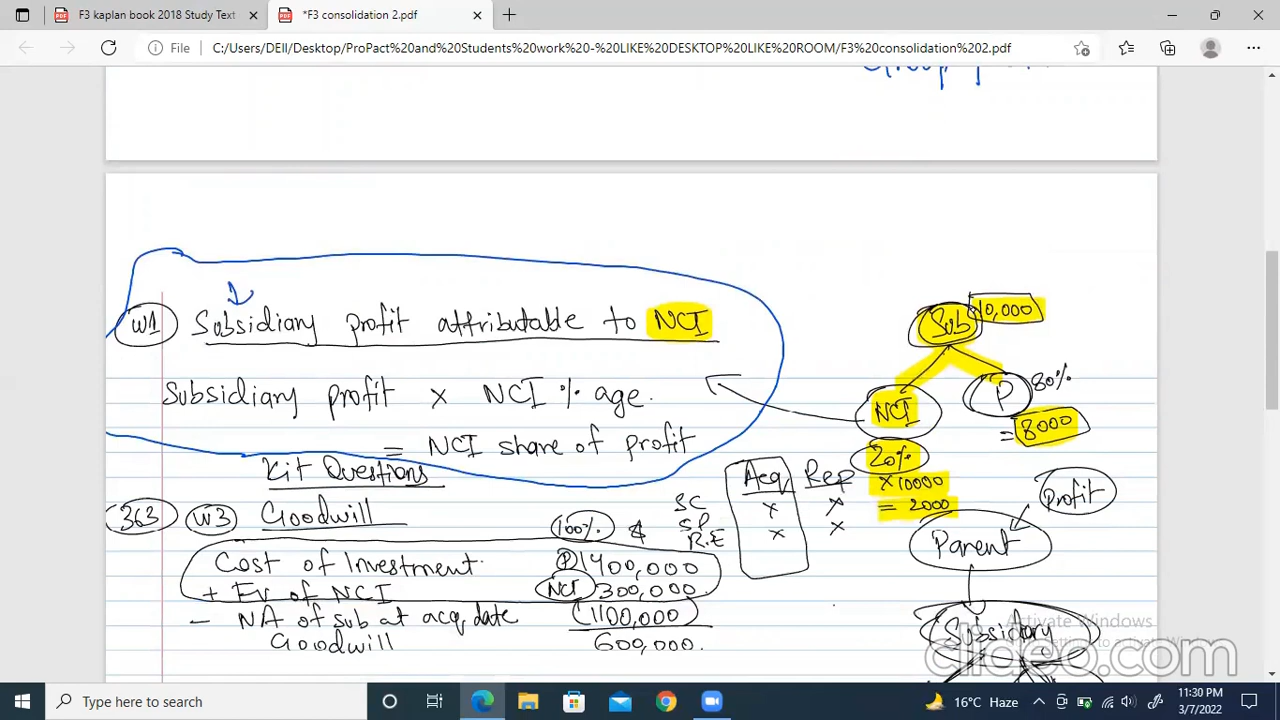 F3 kaplan book 2018 Study Text
*F3 consolidation 2.pdf
File
C:/Users/DEll/Desktop/ProPact%20and%20Students%20work%20-%20LIKE%20DESKTOP%20LIKE%20ROOM/F3%20consolidation%202.pdf
W1 Subsidiary profit attributable to NCI
Subsidiary profit × NCI % age.
= NCI share of profit
Sub 10,000
NCI P 80%
= 8000
20%
×10000
= 2000
Kit Questions
363 W3 Goodwill 100%
Cost of Investment P 1400,000
+ Fv of NCI NCI 300,000
- NA of sub at acq, date (1100,000)
Goodwill 600,000.
Acq Rep
SC × ×
SP
R.E × ×
Profit
Parent
Subsidiary
Activate Windows
clideo.com
Type here to search
16°C Haze
11:30 PM
3/7/2022